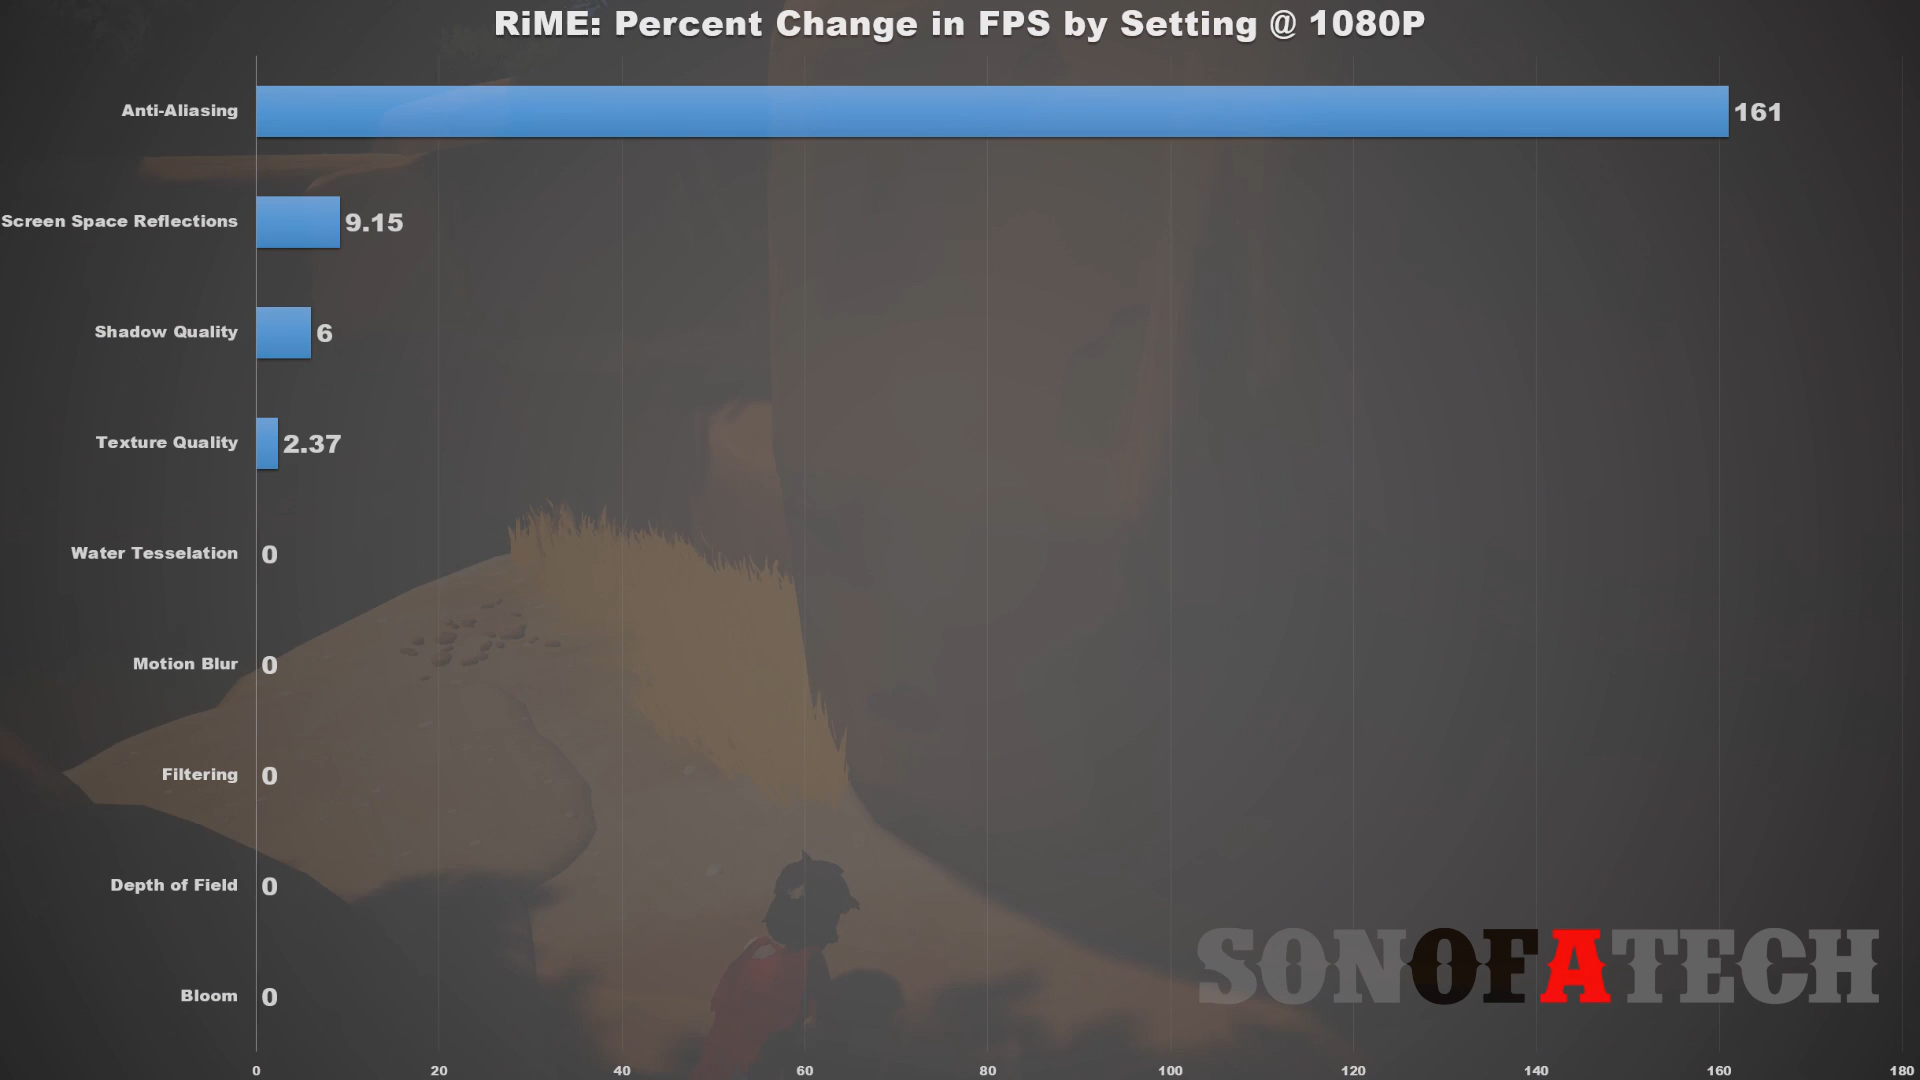 RiME: Percent Change in FPS by Setting @ 1080P
Anti-Aliasing 161
Screen Space Reflections 9.15
Shadow Quality 6
Texture Quality 2.37
Water Tesselation 0
Motion Blur 0
Filtering 0
Depth of Field 0
Bloom 0
SONOFATECH
0 20 40 60 80 100 120 140 160 180